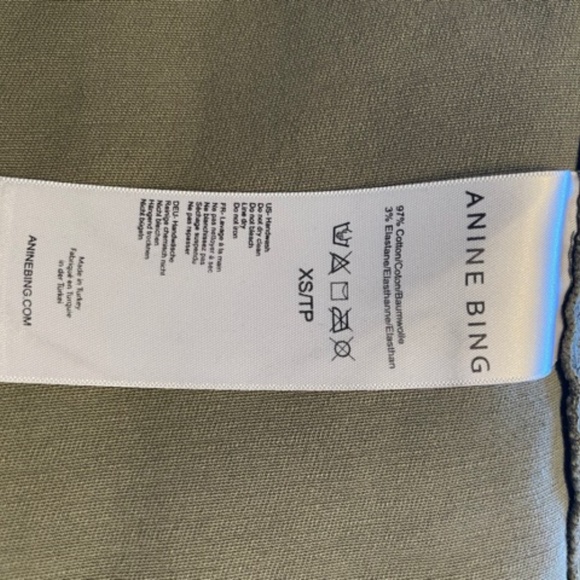 ANINE BING
97% Cotton/Coton/Baumwolle
3% Elastane/Elasthanne/Elasthan
XS/TP
US- Handwash
Do not dry clean
Do not bleach
Line dry
Do not iron
FR- Lavage à la main
Ne pas nettoyer à sec
Ne blanchissez pas
Séchage suspendu
Ne pas repasser
DEU- Handwäsche
Reinige chemisch nicht
Nicht bleichen
Hängend trocknen
Nicht bügeln
Made in Turkey
Fabriqué en Turquie
in der Türkei
ANINEBING.COM